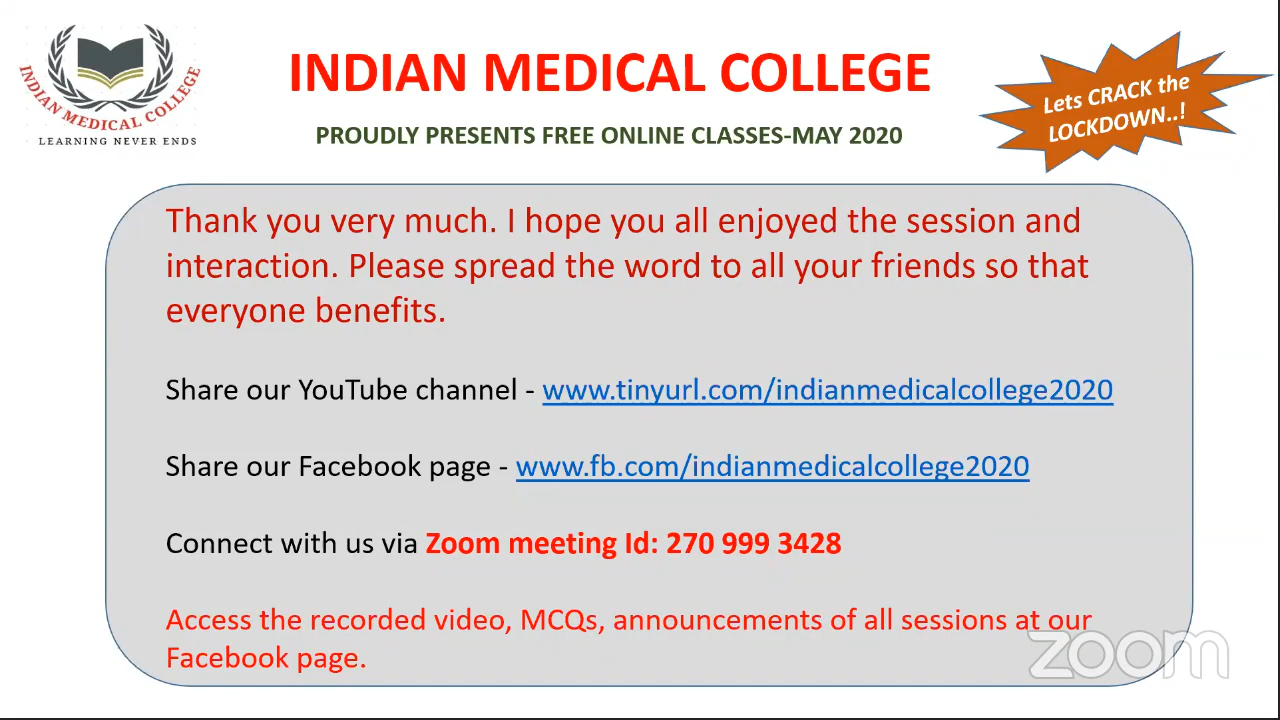 INDIAN MEDICAL COLLEGE
LEARNING NEVER ENDS
INDIAN MEDICAL COLLEGE
PROUDLY PRESENTS FREE ONLINE CLASSES-MAY 2020
Lets CRACK the
LOCKDOWN..!
Thank you very much. I hope you all enjoyed the session and
interaction. Please spread the word to all your friends so that
everyone benefits.
Share our YouTube channel - www.tinyurl.com/indianmedicalcollege2020
Share our Facebook page - www.fb.com/indianmedicalcollege2020
Connect with us via Zoom meeting Id: 270 999 3428
Access the recorded video, MCQs, announcements of all sessions at our
Facebook page.
zoom